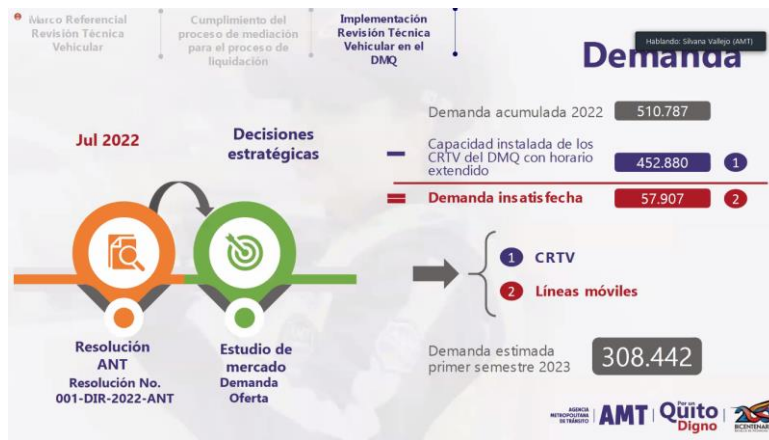 Marco Referencial
Revisión Técnica
Vehicular
Cumplimiento del
proceso de mediación
para el proceso de
liquidación
Implementación
Revisión Técnica
Vehicular en el
DMQ
Hablando: Silvana Vallejo (AMT)
Demanda
Jul 2022
Decisiones
estratégicas
Resolución
ANT
Resolución No.
001-DIR-2022-ANT
Estudio de
mercado
Demanda
Oferta
Demanda acumulada 2022 510.787
Capacidad instalada de los
CRTV del DMQ con horario
extendido
452.880 1
Demanda insatisfecha 57.907 2
1 CRTV
2 Líneas móviles
Demanda estimada
primer semestre 2023
308.442
AGENCIA
METROPOLITANA
DE TRÁNSITO
AMT
Por un
Quito
Digno
BICENTENARIO